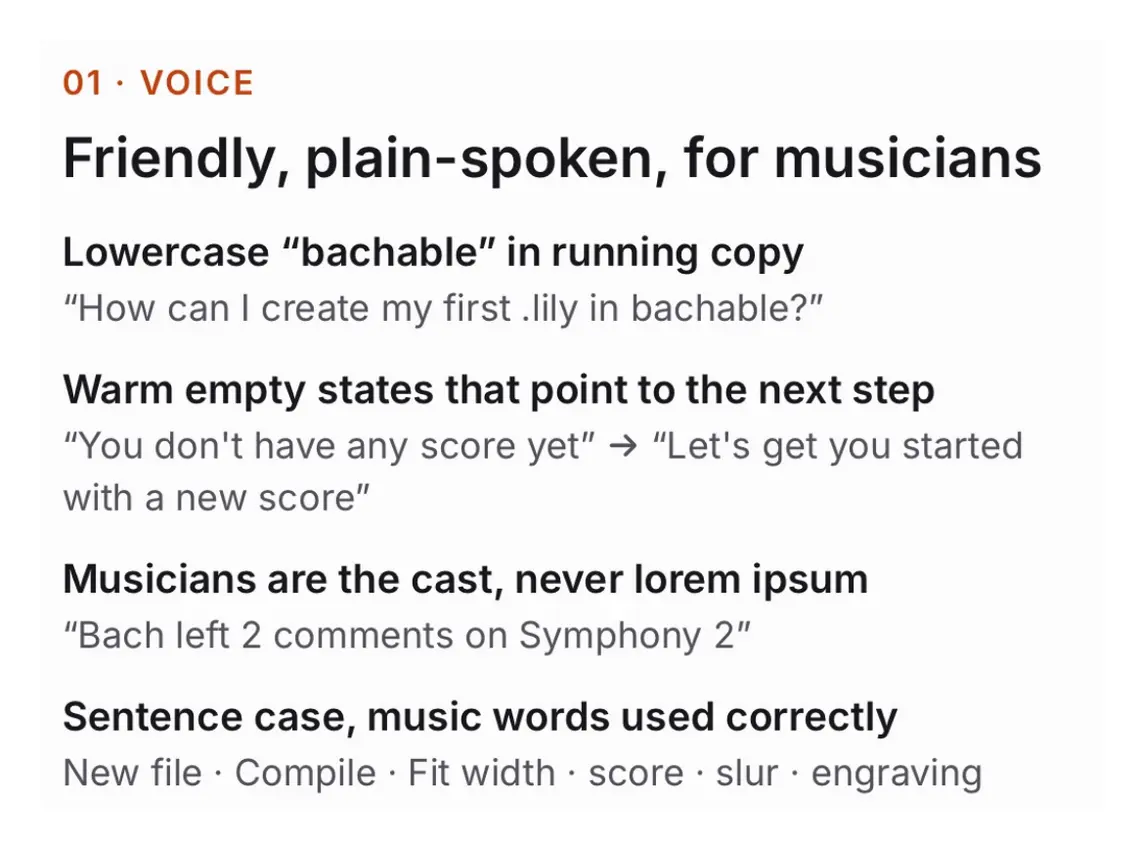 01 · VOICE
Friendly, plain-spoken, for musicians
Lowercase “bachable” in running copy
“How can I create my first .lily in bachable?”
Warm empty states that point to the next step
“You don't have any score yet” → “Let's get you started
with a new score”
Musicians are the cast, never lorem ipsum
“Bach left 2 comments on Symphony 2”
Sentence case, music words used correctly
New file · Compile · Fit width · score · slur · engraving